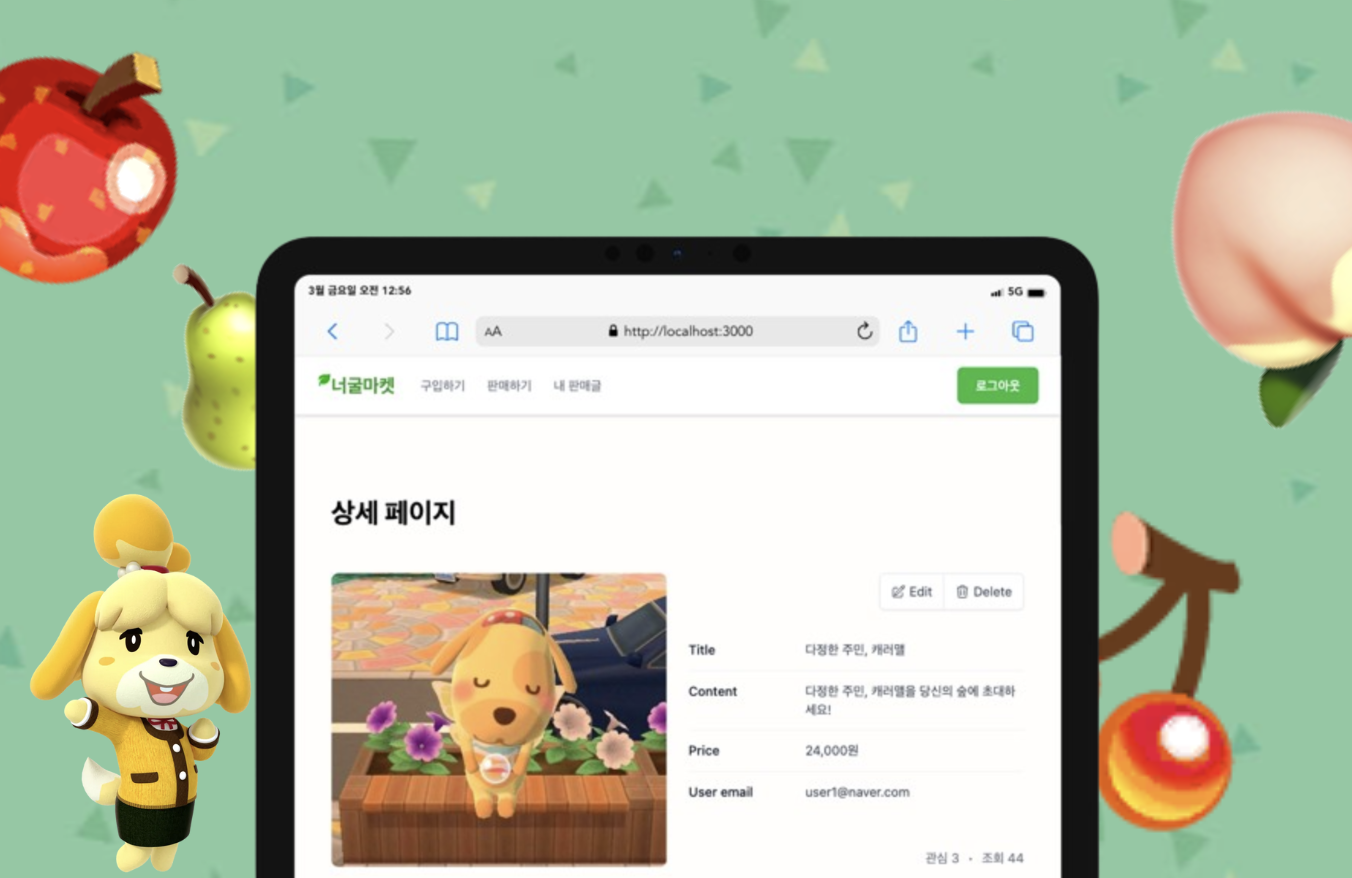 3월 금요일 오전 12:56
5G
AA
http://localhost:3000
너굴마켓
구입하기
판매하기
내 판매글
로그아웃
상세 페이지
Edit
Delete
Title
다정한 주민, 캐러멜
Content
다정한 주민, 캐러멜을 당신의 숲에 초대하
세요!
Price
24,000원
User email
user1@naver.com
관심 3 · 조회 44